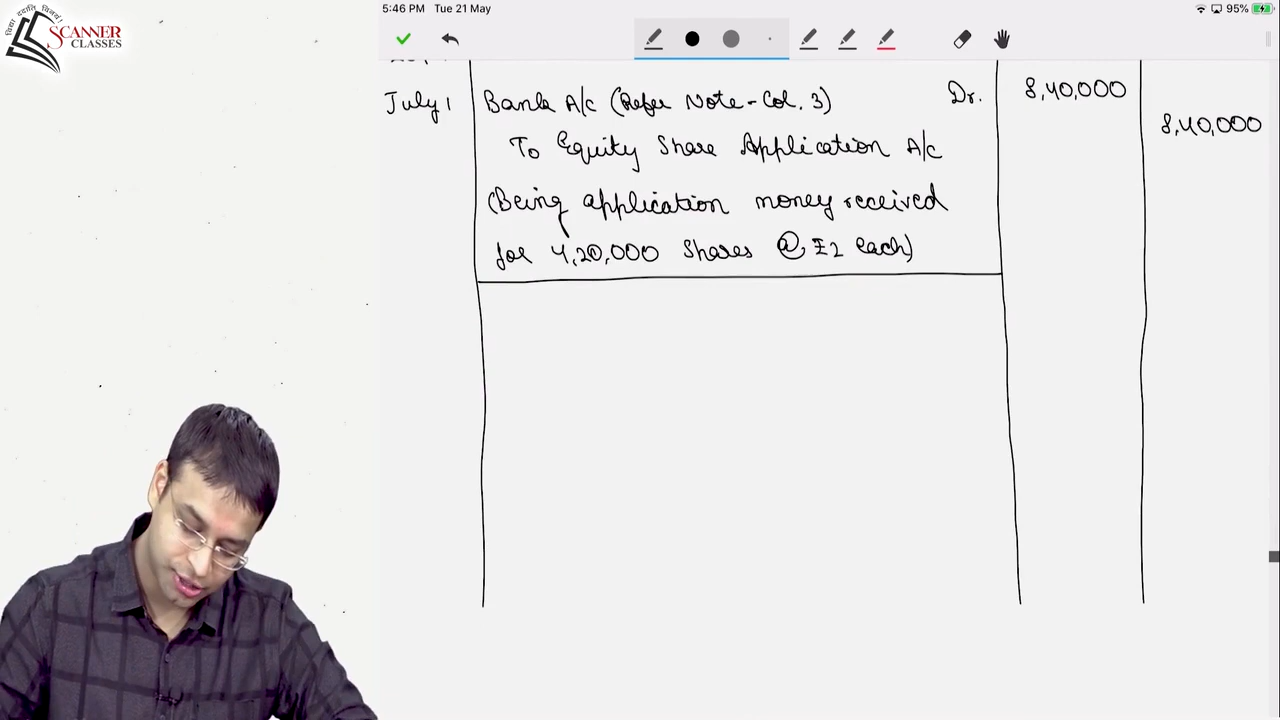 विद्या ददाति विनयं।
SCANNER
CLASSES
5:46 PM Tue 21 May
95%
July 1 Bank A/c (Refer Note-Col. 3) Dr. 8,40,000
To Equity Share Application A/c 8,40,000
(Being application money received
for 4,20,000 Shares @ ₹2 each)